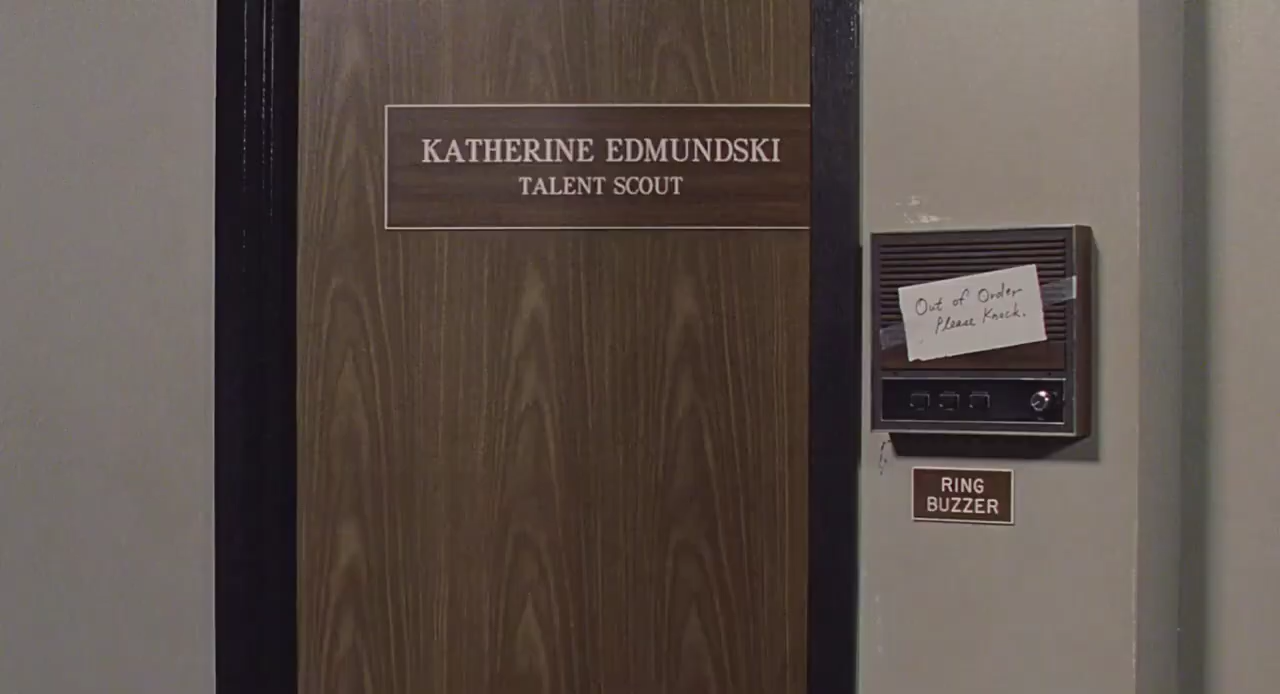 KATHERINE EDMUNDSKI
TALENT SCOUT
Out of Order
Please Knock.
RING
BUZZER